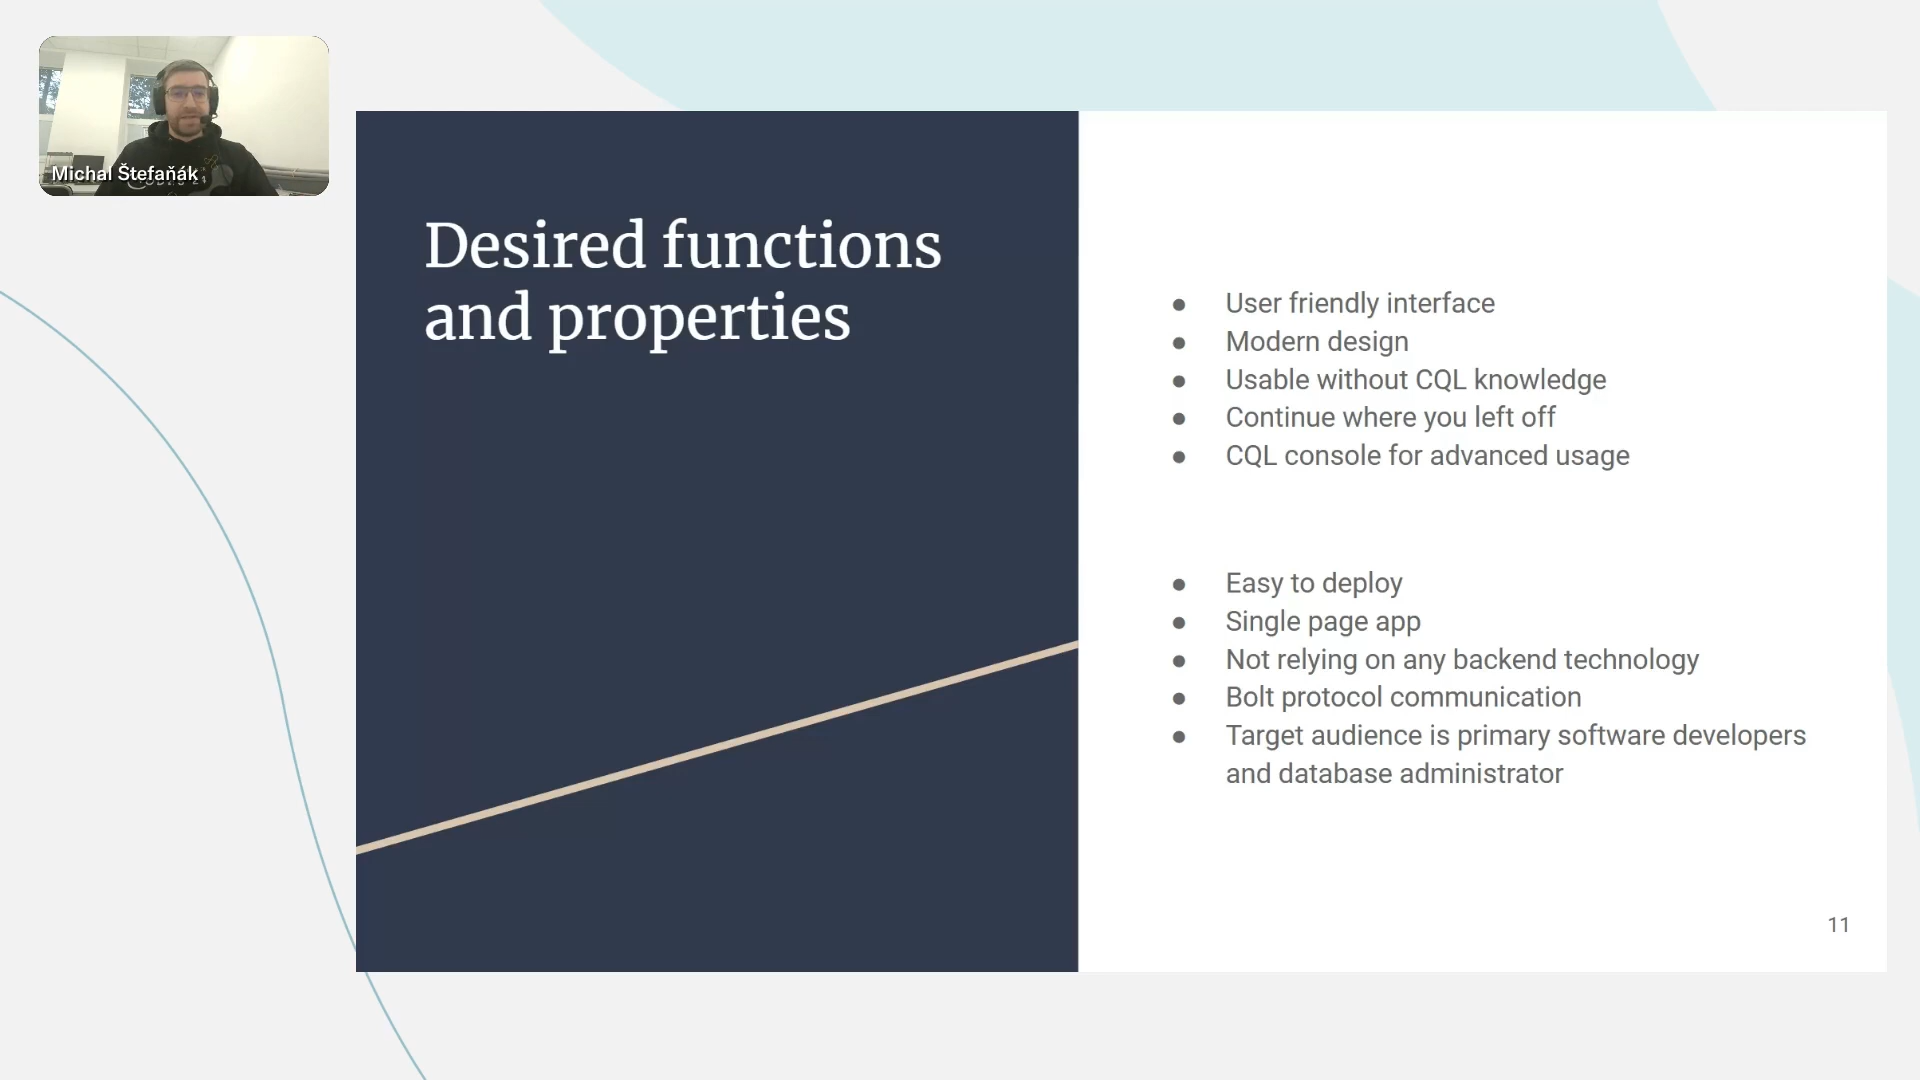 Michal Štefaňák
Desired functions
and properties
● User friendly interface
● Modern design
● Usable without CQL knowledge
● Continue where you left off
● CQL console for advanced usage
● Easy to deploy
● Single page app
● Not relying on any backend technology
● Bolt protocol communication
● Target audience is primary software developers
and database administrator
11